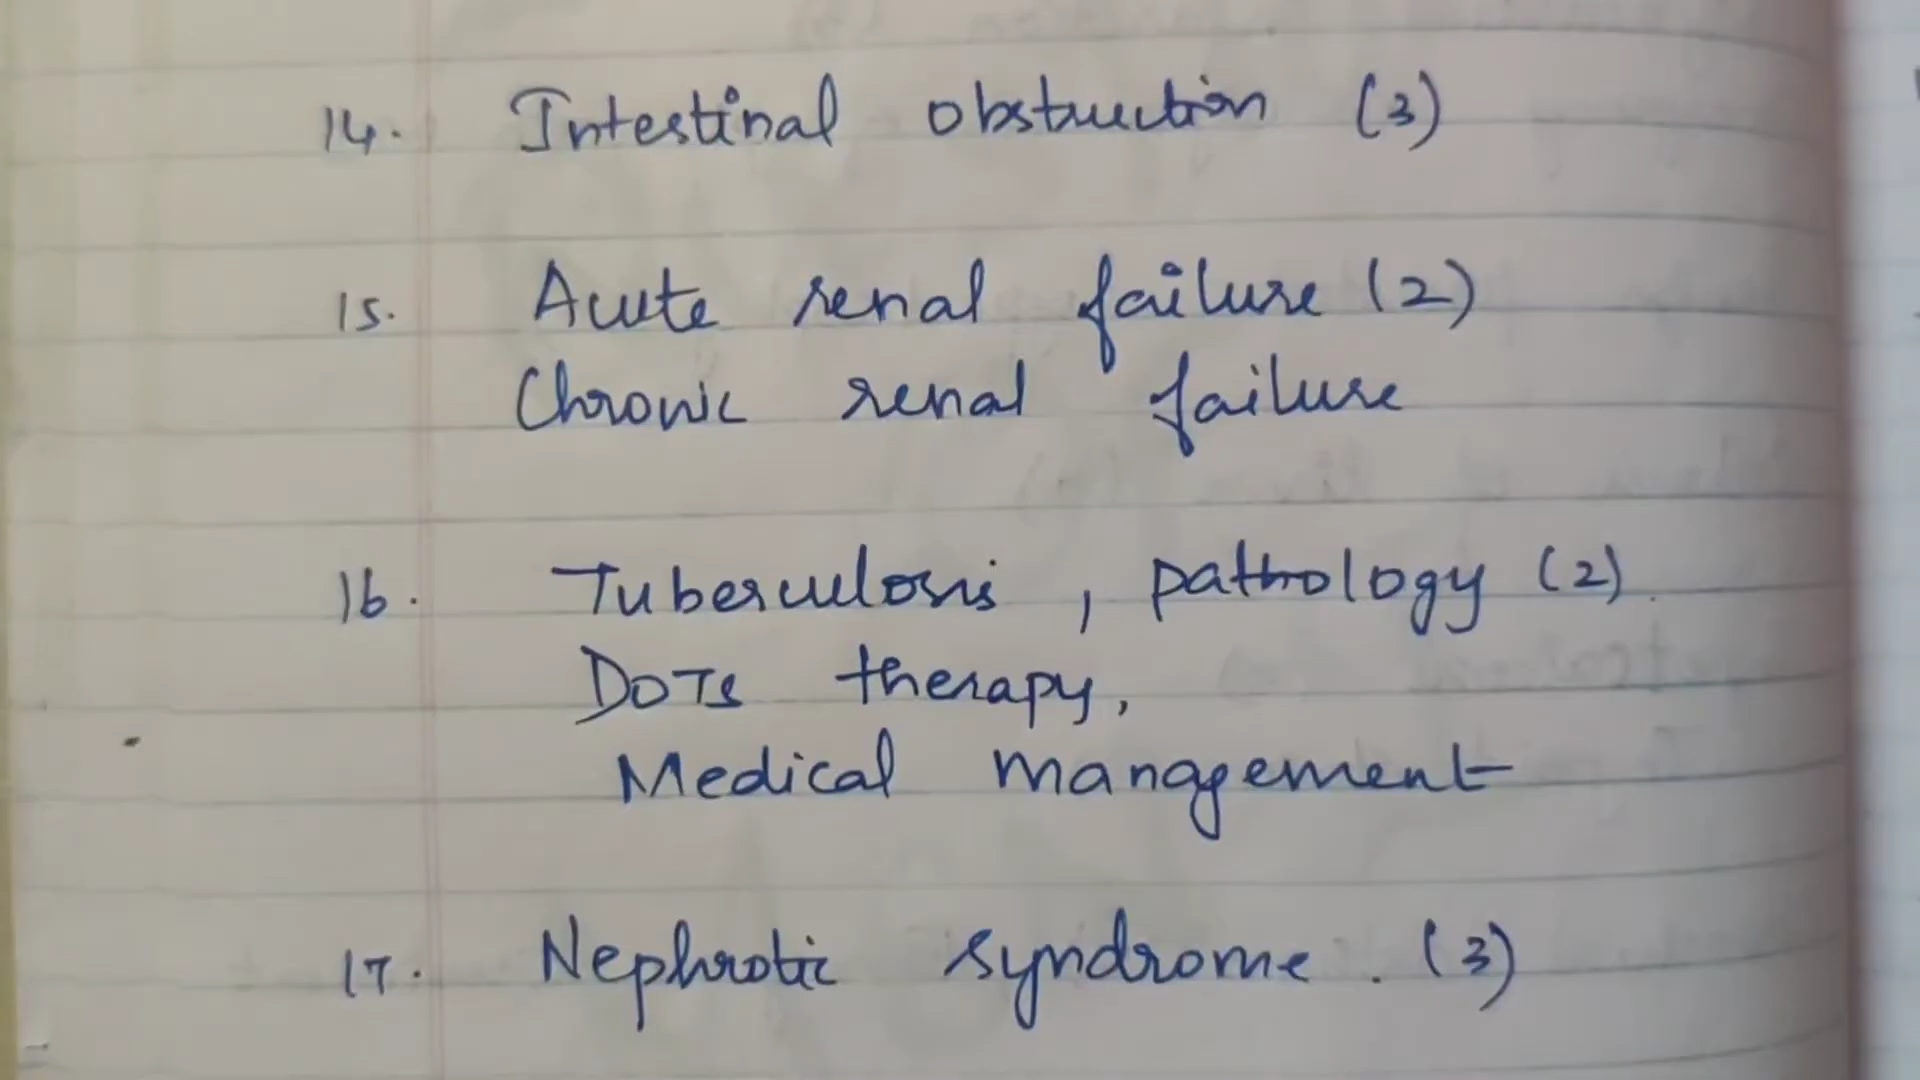 14. Intestinal obstruction (3)
15. Acute renal failure (2)
Chronic renal failure
16. Tuberculosis, pathology (2).
DOTs therapy,
Medical management
17. Nephrotic syndrome. (3)